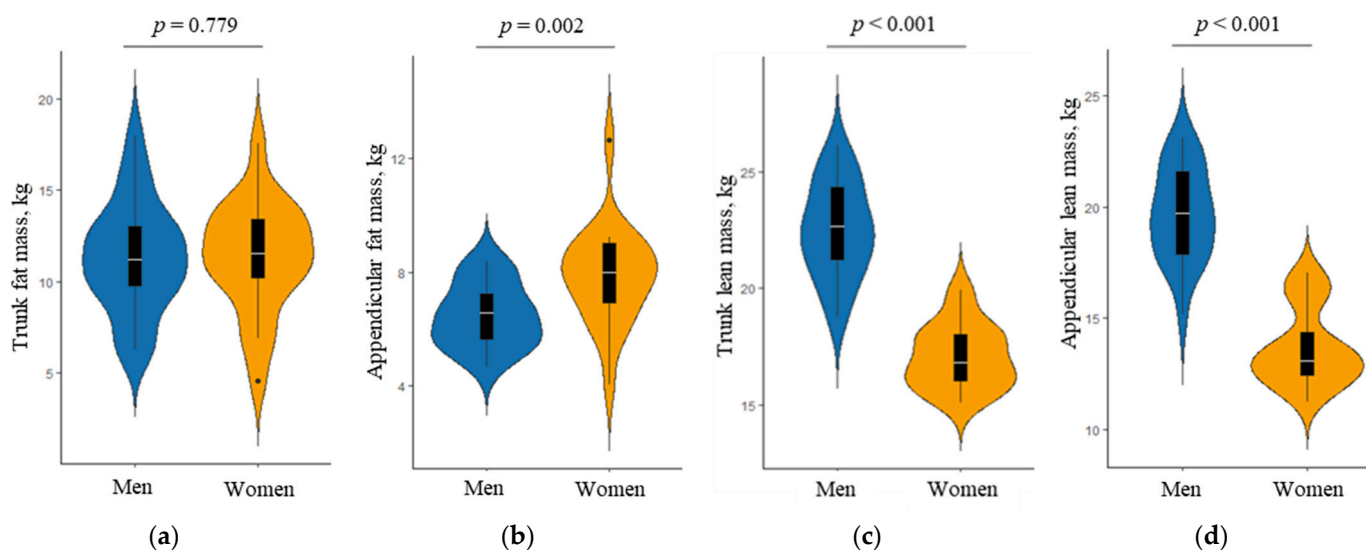 p = 0.779
Trunk fat mass, kg
20
15
10
5
Men Women
(a)
p = 0.002
Appendicular fat mass, kg
12
8
4
Men Women
(b)
p < 0.001
Trunk lean mass, kg
25
20
15
Men Women
(c)
p < 0.001
Appendicular lean mass, kg
25
20
15
10
Men Women
(d)